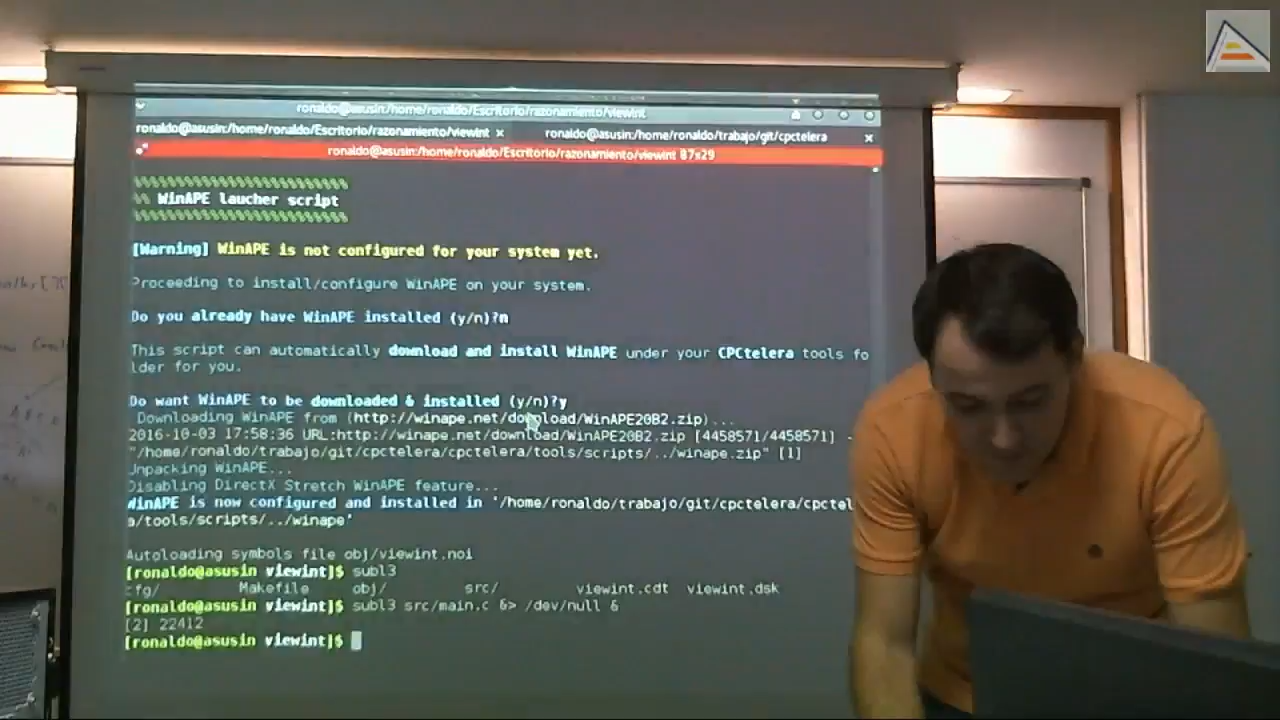 ronaldo@asusin:/home/ronaldo/Escritorio/razonamiento/viewint
ronaldo@asusin:/home/ronaldo/Escritorio/razonamiento/viewint × ronaldo@asusin:/home/ronaldo/trabajo/git/cpctelera ×
ronaldo@asusin:/home/ronaldo/Escritorio/razonamiento/viewint 87x29
%%%%%%%%%%%%%%%%%%%%%%%%%
%% WinAPE laucher script
%%%%%%%%%%%%%%%%%%%%%%%%%
[Warning] WinAPE is not configured for your system yet.
Proceeding to install/configure WinAPE on your system.
Do you already have WinAPE installed (y/n)?n
This script can automatically download and install WinAPE under your CPCtelera tools fo
lder for you.
Do want WinAPE to be downloaded & installed (y/n)?y
Downloading WinAPE from (http://winape.net/download/WinAPE20B2.zip)...
2016-10-03 17:58:36 URL:http://winape.net/download/WinAPE20B2.zip [4458571/4458571] -
"/home/ronaldo/trabajo/git/cpctelera/cpctelera/tools/scripts/../winape.zip" [1]
Unpacking WinAPE...
Disabling DirectX Stretch WinAPE feature...
WinAPE is now configured and installed in '/home/ronaldo/trabajo/git/cpctelera/cpctel
a/tools/scripts/../winape'
Autoloading symbols file obj/viewint.noi
[ronaldo@asusin viewint]$ subl3
cfg/ Makefile obj/ src/ viewint.cdt viewint.dsk
[ronaldo@asusin viewint]$ subl3 src/main.c &> /dev/null &
[2] 22412
[ronaldo@asusin viewint]$